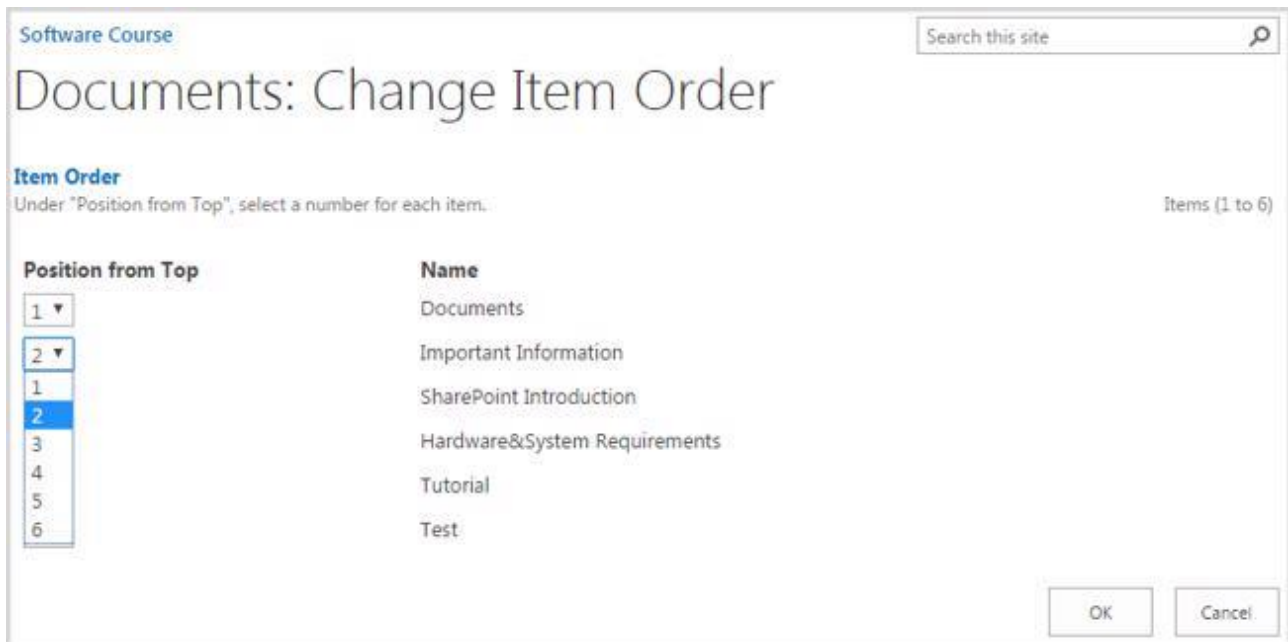 Software Course
Search this site
Documents: Change Item Order
Item Order
Under "Position from Top", select a number for each item.
Items (1 to 6)
Position from Top Name
1 Documents
2 Important Information
1
2
3
4
5
6
SharePoint Introduction
Hardware&System Requirements
Tutorial
Test
OK Cancel